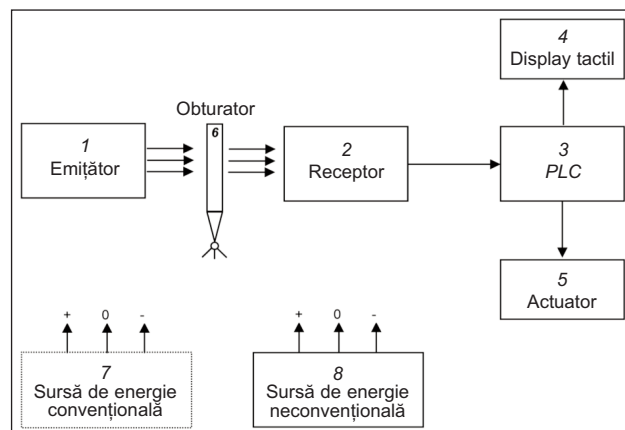 4
Display tactil
Obturator
1
Emițător
6
2
Receptor
3
PLC
5
Actuator
+ 0 -
+ 0 -
7
Sursă de energie
convențională
8
Sursă de energie
neconvențională